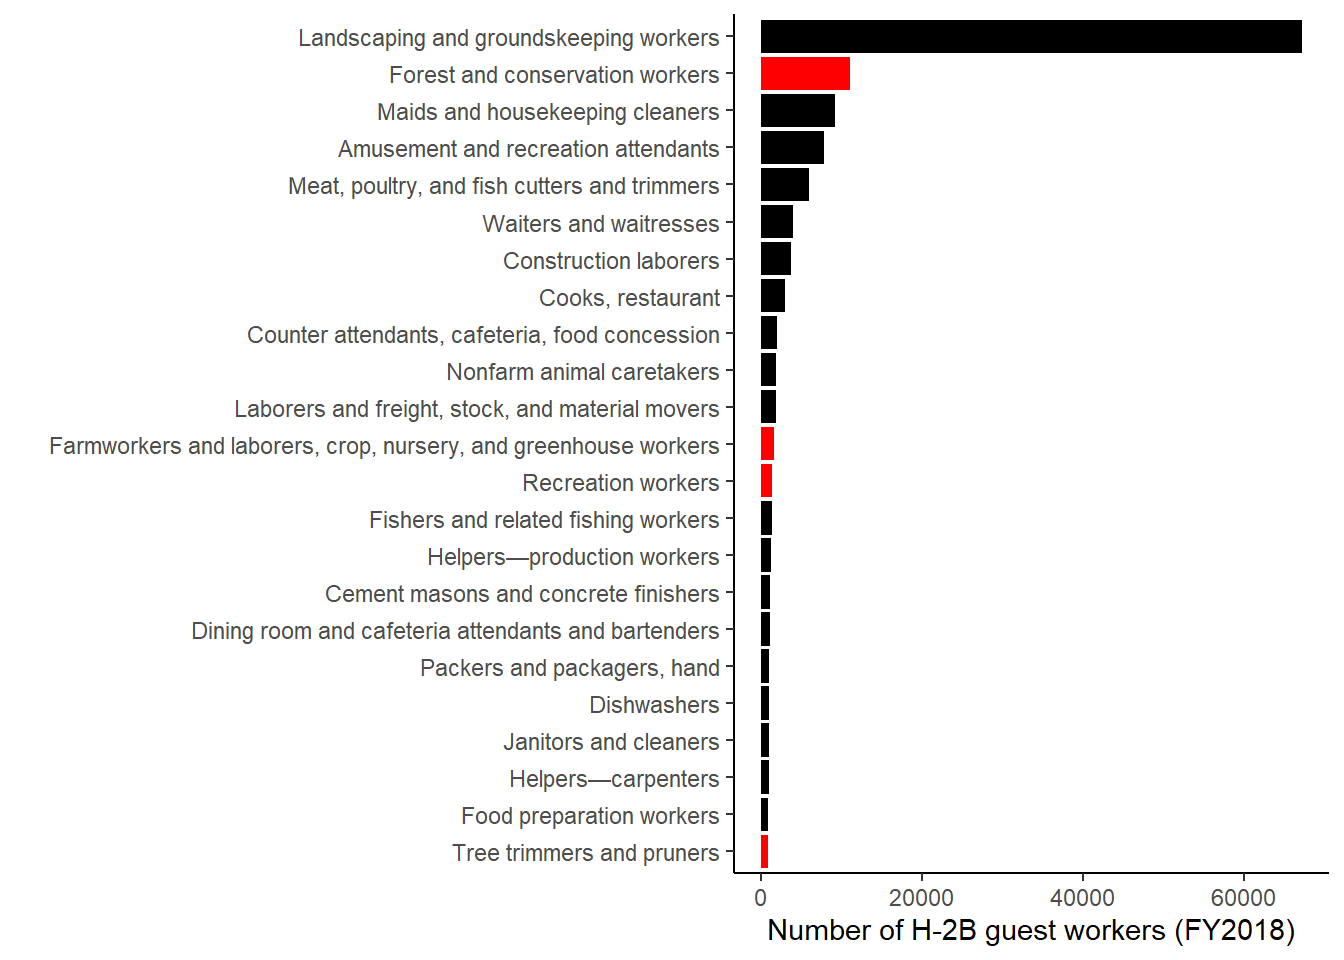 Landscaping and groundskeeping workers
Forest and conservation workers
Maids and housekeeping cleaners
Amusement and recreation attendants
Meat, poultry, and fish cutters and trimmers
Waiters and waitresses
Construction laborers
Cooks, restaurant
Counter attendants, cafeteria, food concession
Nonfarm animal caretakers
Laborers and freight, stock, and material movers
Farmworkers and laborers, crop, nursery, and greenhouse workers
Recreation workers
Fishers and related fishing workers
Helpers—production workers
Cement masons and concrete finishers
Dining room and cafeteria attendants and bartenders
Packers and packagers, hand
Dishwashers
Janitors and cleaners
Helpers—carpenters
Food preparation workers
Tree trimmers and pruners
0 20000 40000 60000
Number of H-2B guest workers (FY2018)